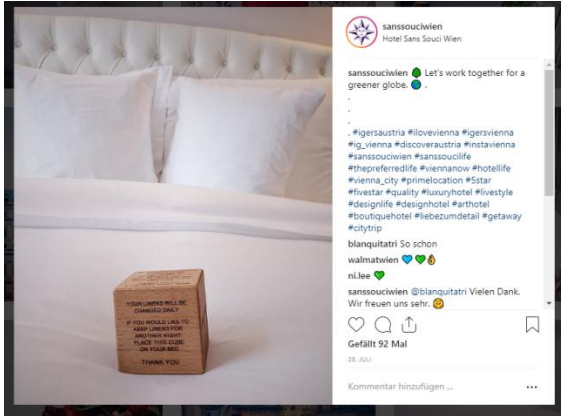 sanssouciwien
Hotel Sans Souci Wien
sanssouciwien Let's work together for a
greener globe. .
.
.
.
. #igersaustria #ilovevienna #igersvienna
#ig_vienna #discoveraustria #instavienna
#sanssouciwien #sanssoucilife
#thepreferredlife #viennanow #hotellife
#vienna_city #primelocation #5star
#fivestar #quality #luxuryhotel #livestyle
#designlife #designhotel #arthotel
#boutiquehotel #liebezumdetail #getaway
#citytrip
blanquitatri So schon
walmatwien
ni.lee
sanssouciwien @blanquitatri Vielen Dank.
Wir freuen uns sehr.
Gefällt 92 Mal
28. JULI
Kommentar hinzufügen ...
YOUR LINENS WILL BE
CHANGED DAILY
IF YOU WOULD LIKE TO
KEEP LINENS FOR
ANOTHER NIGHT
PLACE THIS CUBE
ON YOUR BED
THANK YOU